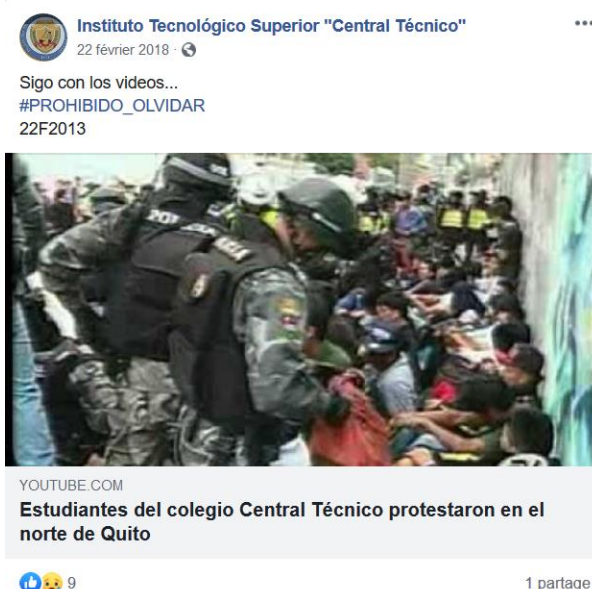 Instituto Tecnológico Superior "Central Técnico"
22 février 2018 ·
Sigo con los videos...
#PROHIBIDO_OLVIDAR
22F2013
YOUTUBE.COM
Estudiantes del colegio Central Técnico protestaron en el
norte de Quito
9
1 partage